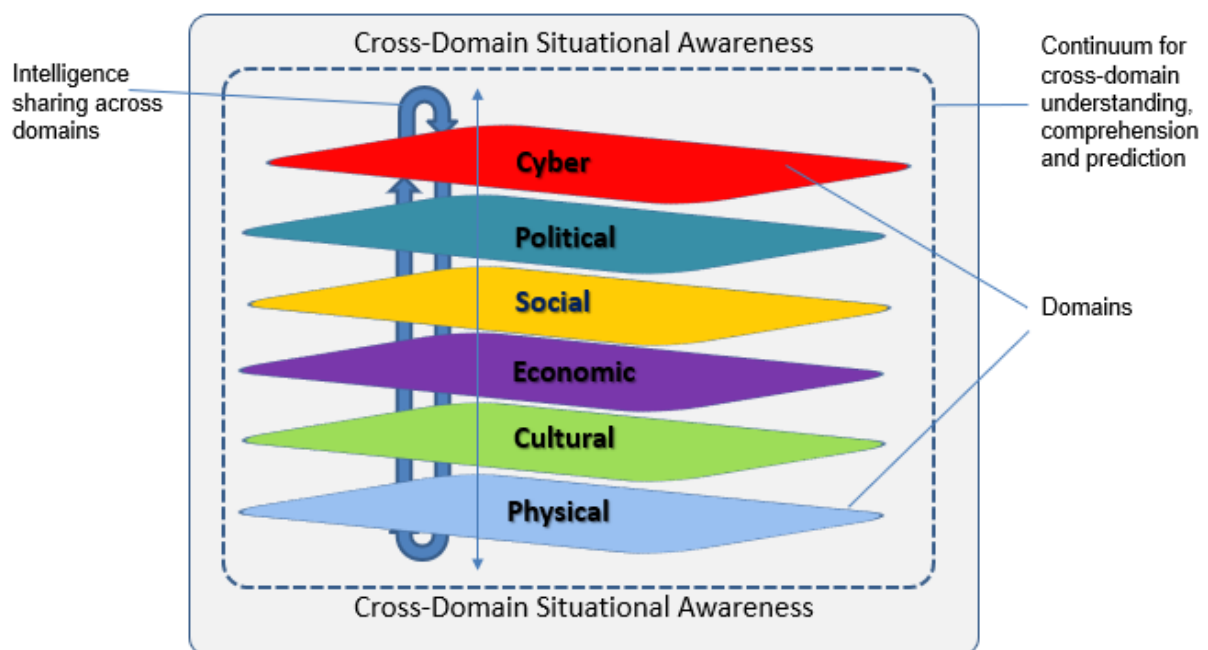 Cross-Domain Situational Awareness
Intelligence
sharing across
domains
Continuum for
cross-domain
understanding,
comprehension
and prediction
Cyber
Political
Social
Domains
Economic
Cultural
Physical
Cross-Domain Situational Awareness